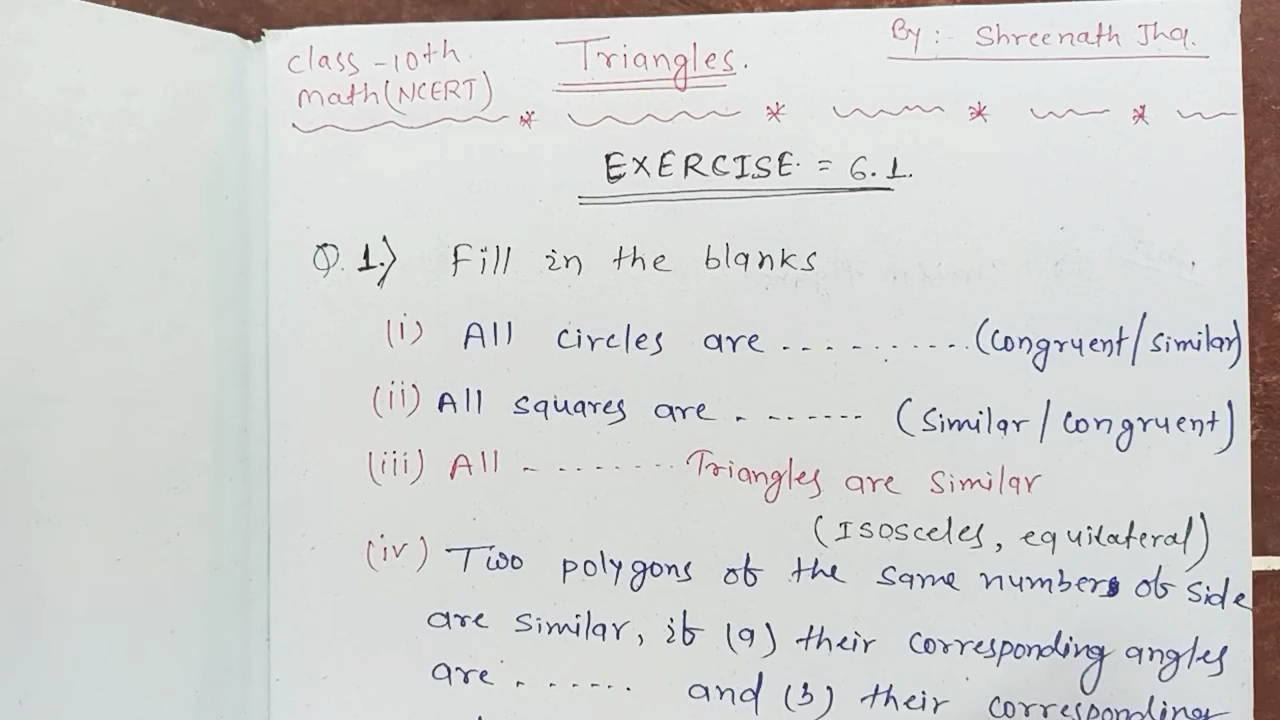 class -10th Triangles. By:- Shreenath Jha.
math(NCERT)
EXERCISE. = 6.1.
Q.1.) Fill in the blanks
(i) All circles are .......... (congruent/similar)
(ii) All squares are ........ (similar/congruent)
(iii) All ......... Triangles are similar
(Isosceles, equilateral)
(iv) Two polygons of the same numbers of side
are similar, if (a) their corresponding angles
are ....... and (b) their corresponding